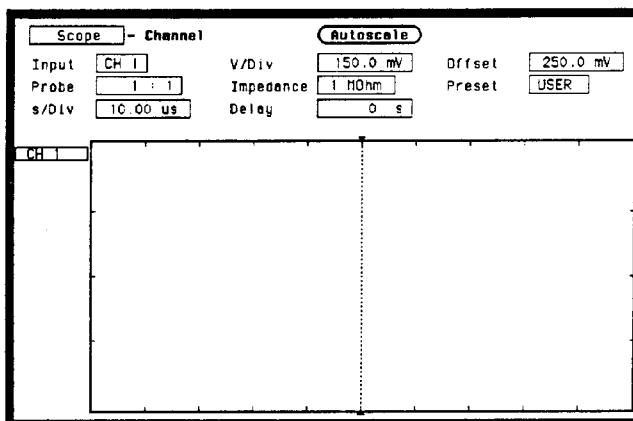 Scope - Channel Autoscale
Input CH 1 V/Div 150.0 mV Offset 250.0 mV
Probe 1 : 1 Impedance 1 MOhm Preset USER
s/Div 10.00 us Delay 0 s
CH 1